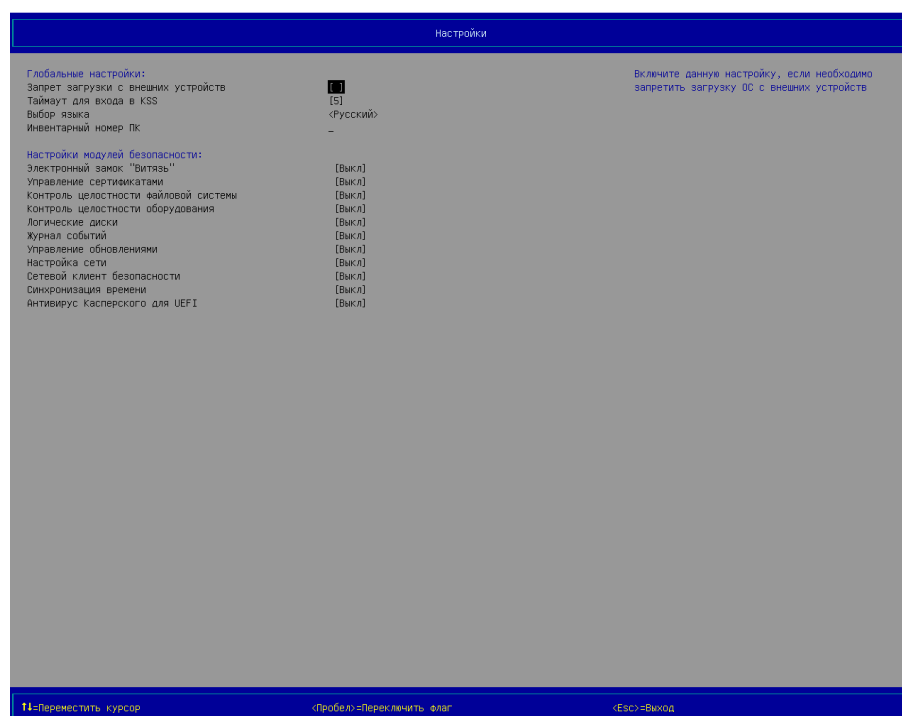 Настройки
Глобальные настройки:
Запрет загрузки с внешних устройств [ ]
Таймаут для входа в KSS [5]
Выбор языка <Русский>
Инвентарный номер ПК _
Настройки модулей безопасности:
Электронный замок "Витязь" [Выкл]
Управление сертификатами [Выкл]
Контроль целостности файловой системы [Выкл]
Контроль целостности оборудования [Выкл]
Логические диски [Выкл]
Журнал событий [Выкл]
Управление обновлениями [Выкл]
Настройка сети [Выкл]
Сетевой клиент безопасности [Выкл]
Синхронизация времени [Выкл]
Антивирус Касперского для UEFI [Выкл]
Включите данную настройку, если необходимо
запретить загрузку ОС с внешних устройств
↑↓=Переместить курсор <Пробел>=Переключить флаг <Esc>=Выход